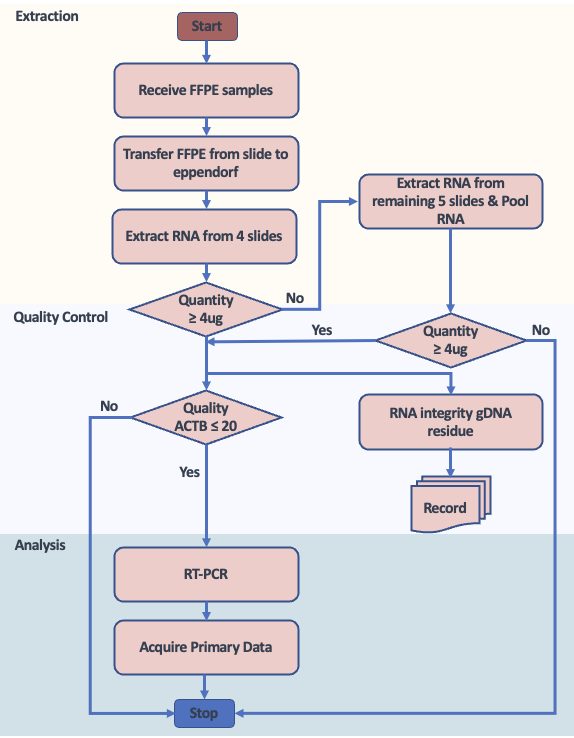 Extraction
Start
Receive FFPE samples
Transfer FFPE from slide to
eppendorf
Extract RNA from 4 slides
Extract RNA from
remaining 5 slides & Pool
RNA
Quantity
≥ 4ug
No
Quality Control
Yes
Quantity
≥ 4ug
No
No
Quality
ACTB ≤ 20
RNA integrity gDNA
residue
Yes
Record
Analysis
RT-PCR
Acquire Primary Data
Stop